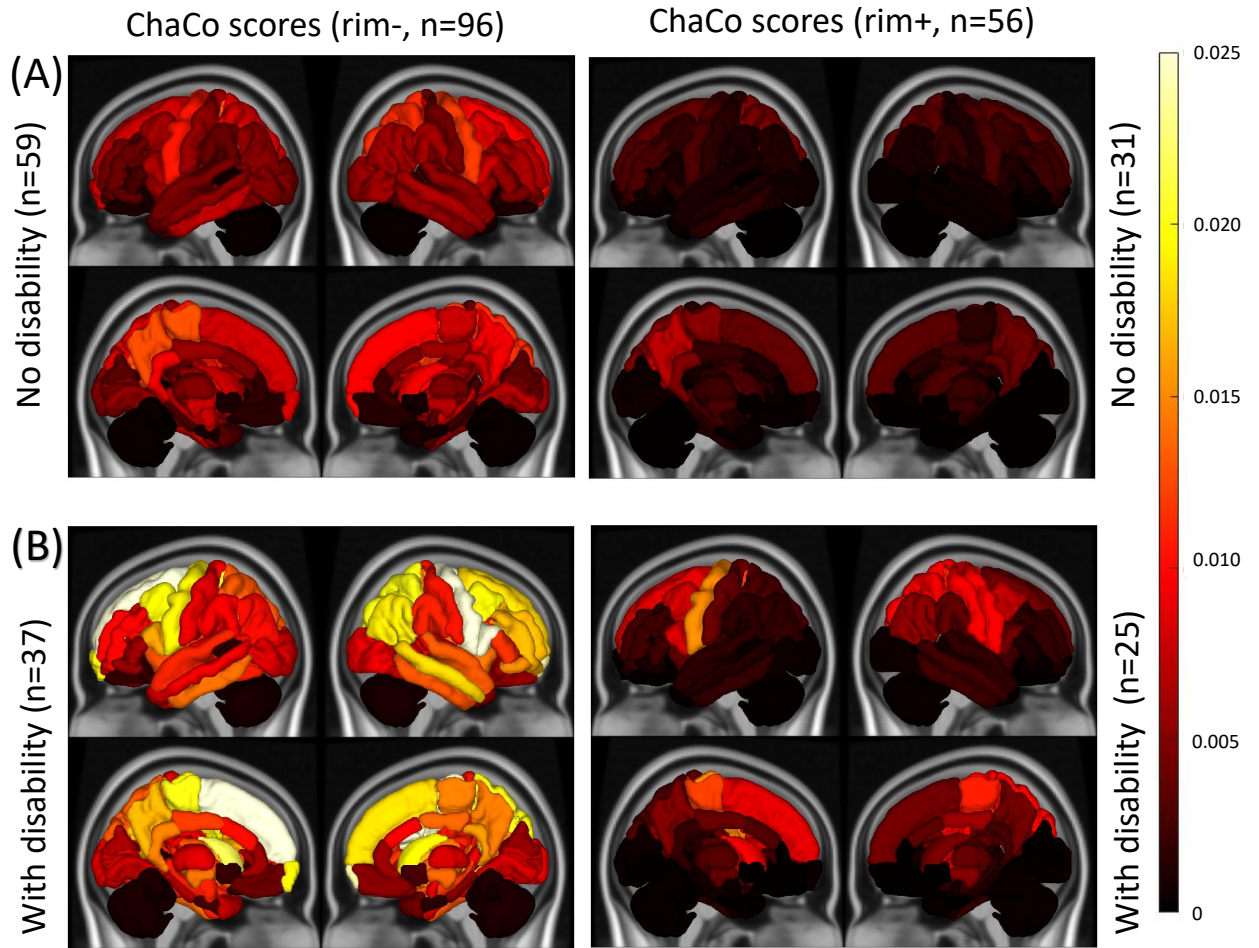 ChaCo scores (rim-, n=96)
ChaCo scores (rim+, n=56)
(A)
No disability (n=59)
No disability (n=31)
(B)
With disability (n=37)
With disability (n=25)
0.025
0.020
0.015
0.010
0.005
0